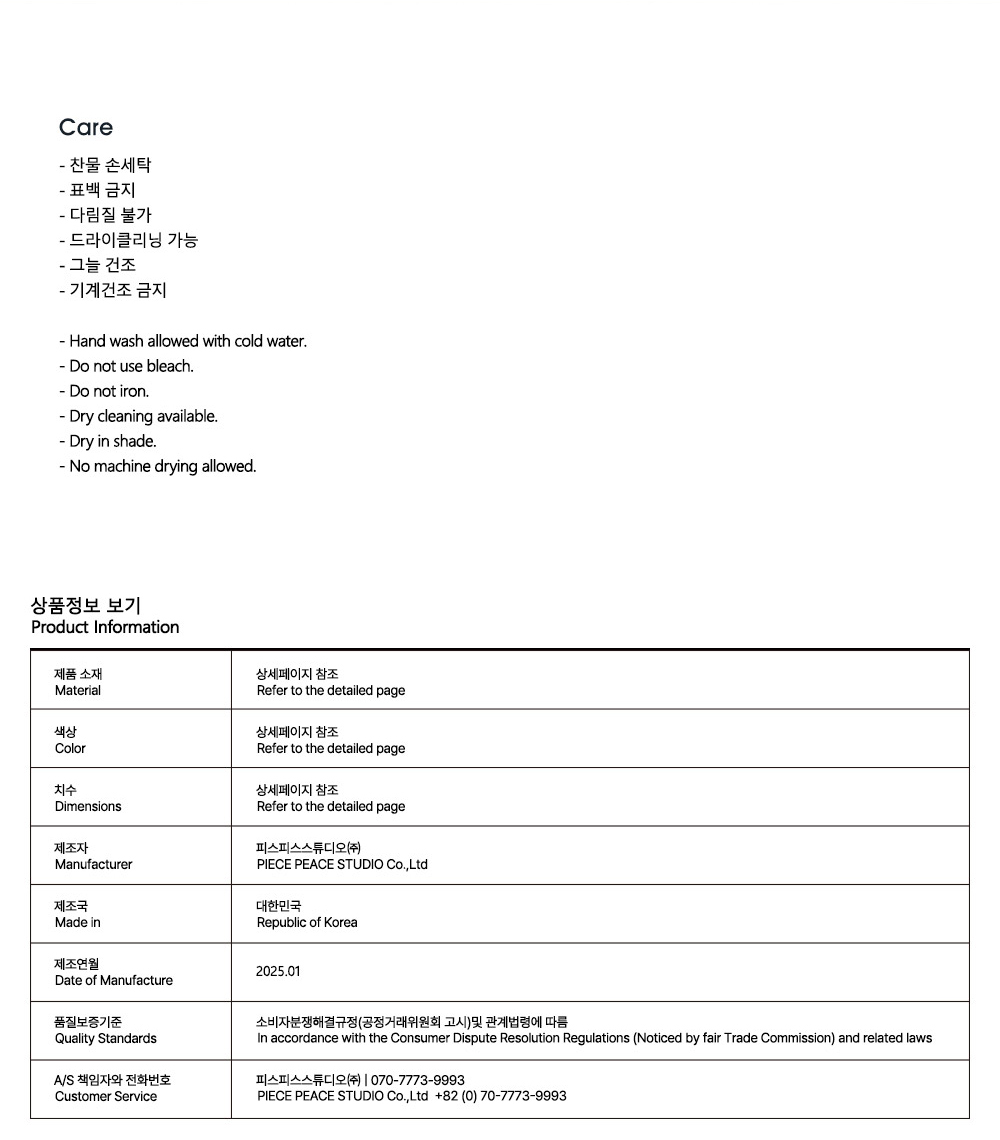 Care
- 찬물 손세탁
- 표백 금지
- 다림질 불가
- 드라이클리닝 가능
- 그늘 건조
- 기계건조 금지
- Hand wash allowed with cold water.
- Do not use bleach.
- Do not iron.
- Dry cleaning available.
- Dry in shade.
- No machine drying allowed.
상품정보 보기
Product Information
제품 소재
Material
상세페이지 참조
Refer to the detailed page
색상
Color
상세페이지 참조
Refer to the detailed page
치수
Dimensions
상세페이지 참조
Refer to the detailed page
제조자
Manufacturer
피스피스스튜디오㈜
PIECE PEACE STUDIO Co.,Ltd
제조국
Made in
대한민국
Republic of Korea
제조연월
Date of Manufacture
2025.01
품질보증기준
Quality Standards
소비자분쟁해결규정(공정거래위원회 고시)및 관계법령에 따름
In accordance with the Consumer Dispute Resolution Regulations (Noticed by fair Trade Commission) and related laws
A/S 책임자와 전화번호
Customer Service
피스피스스튜디오㈜ | 070-7773-9993
PIECE PEACE STUDIO Co.,Ltd +82 (0) 70-7773-9993